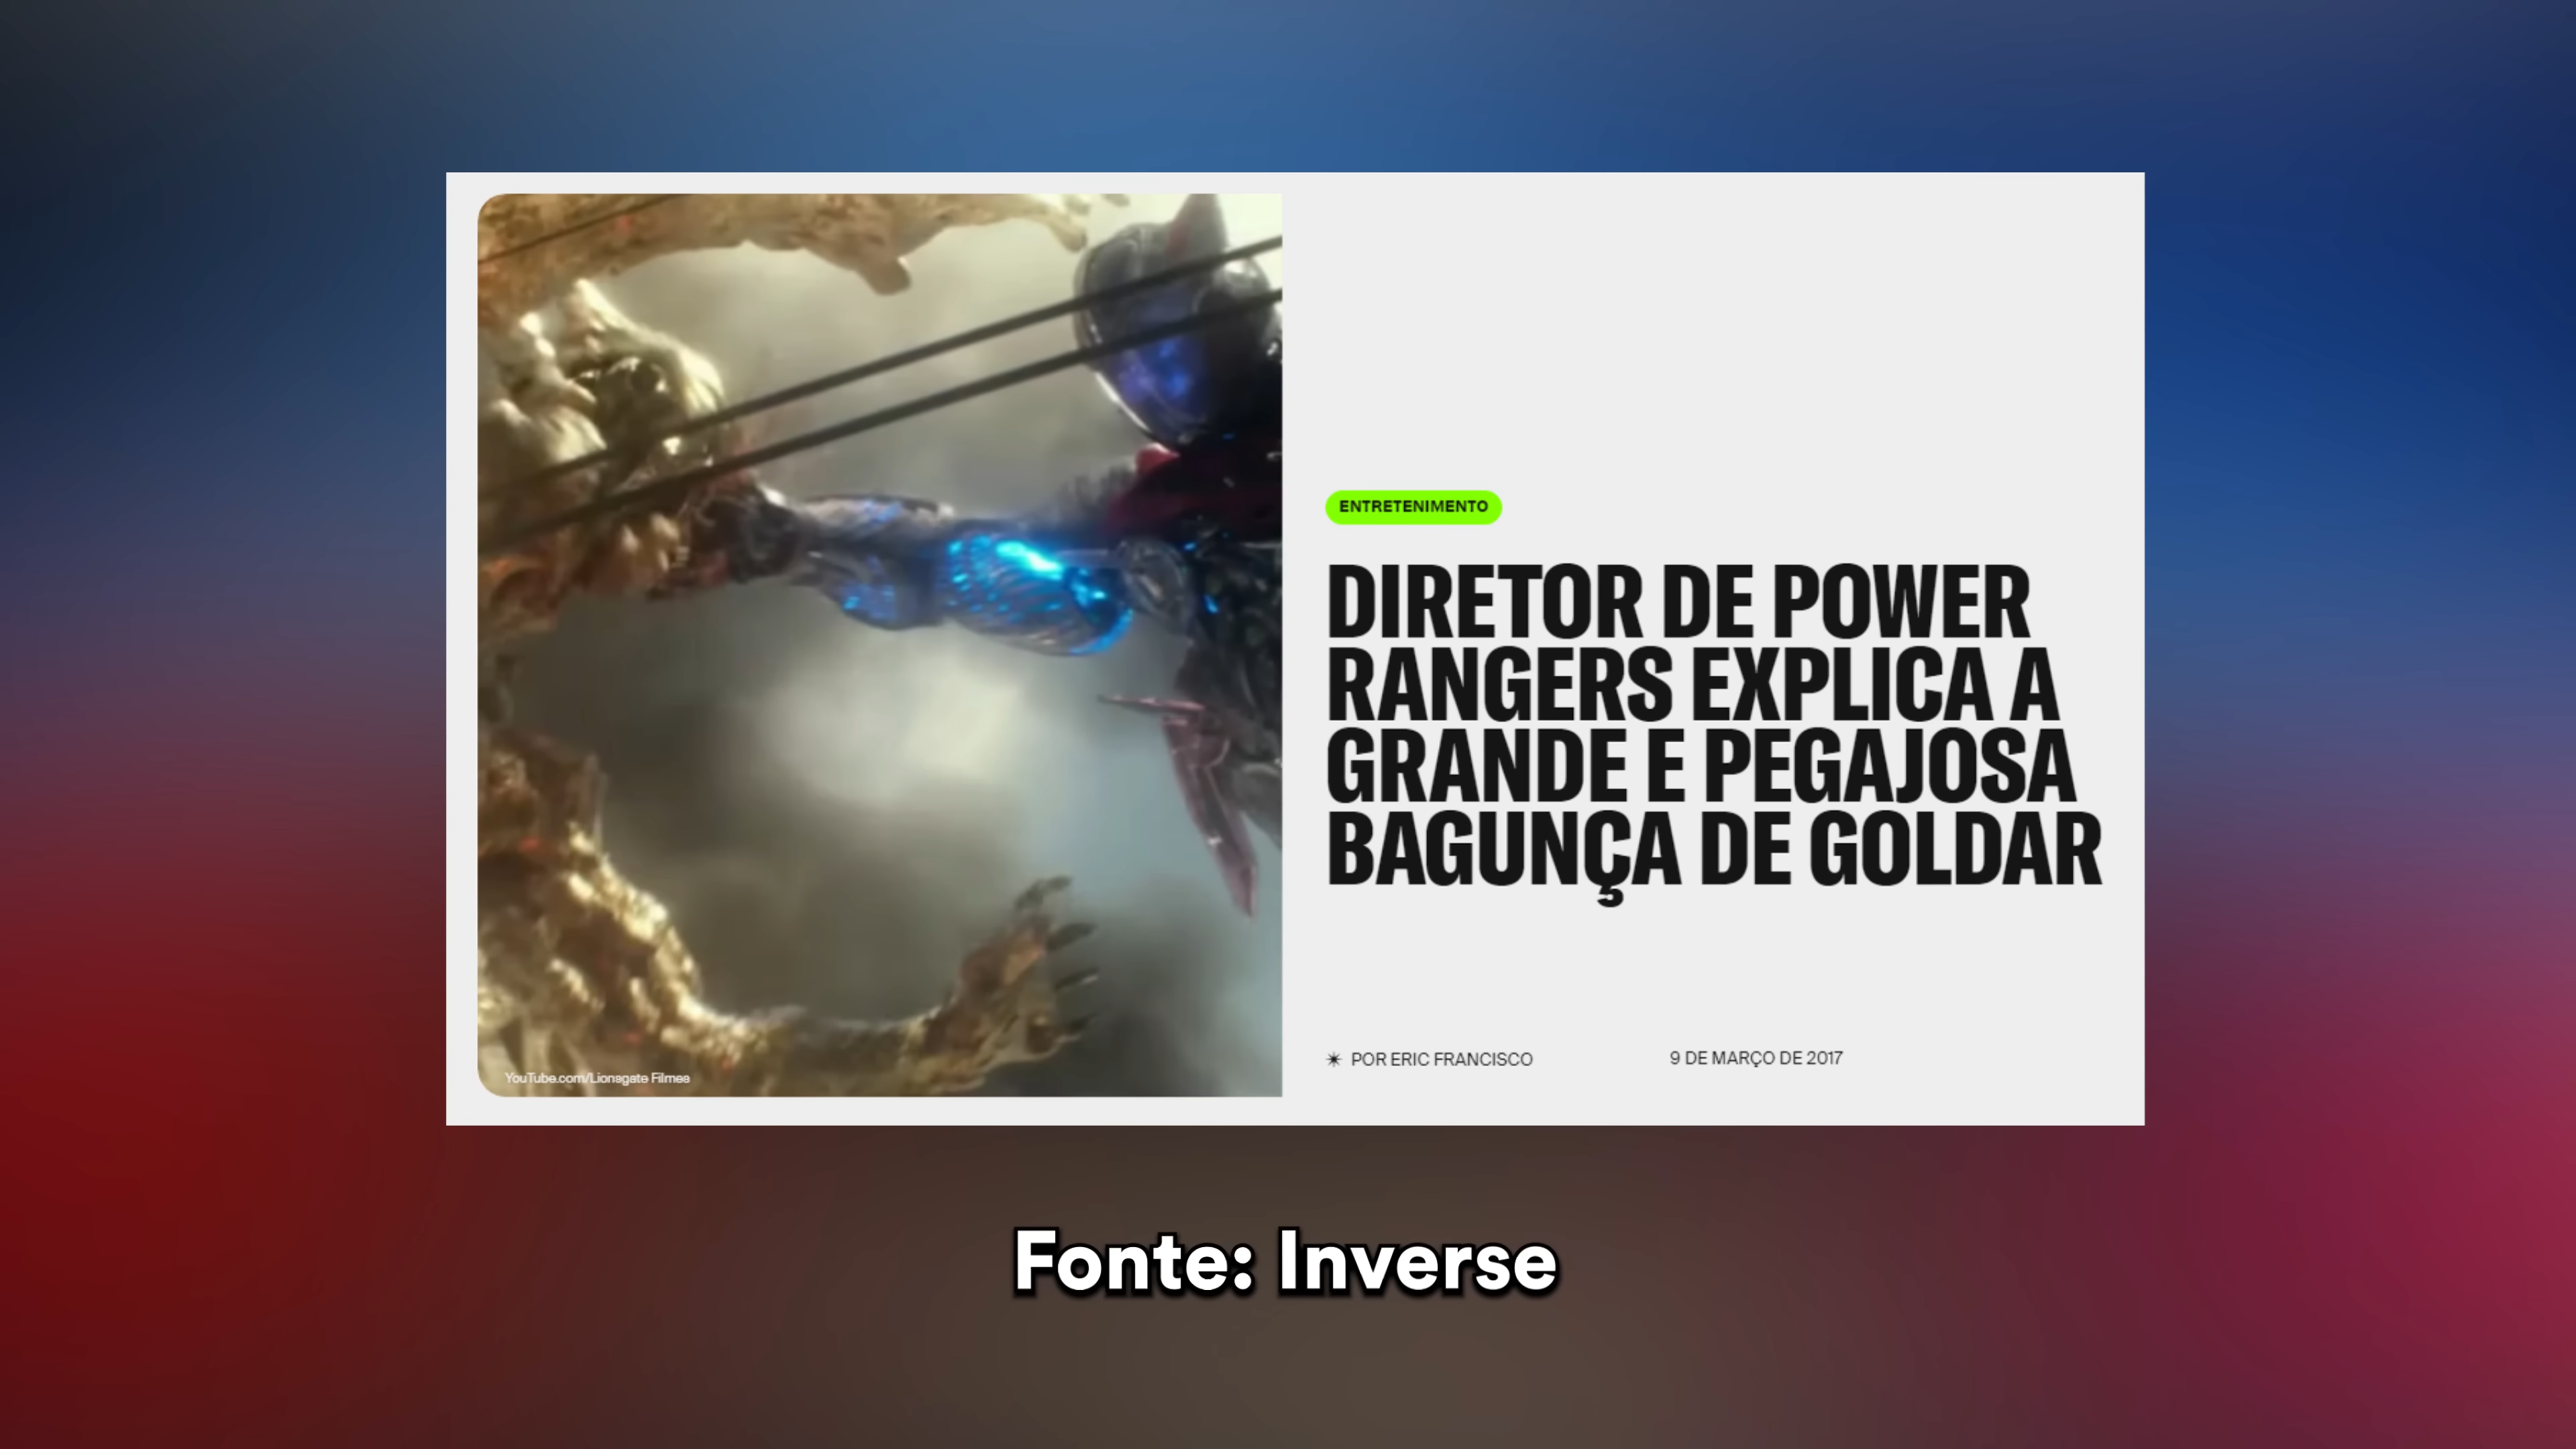 ENTRETENIMENTO
DIRETOR DE POWER
RANGERS EXPLICA A
GRANDE E PEGAJOSA
BAGUNÇA DE GOLDAR
POR ERIC FRANCISCO
9 DE MARÇO DE 2017
YouTube.com/Lionsgate Filmes
Fonte: Inverse